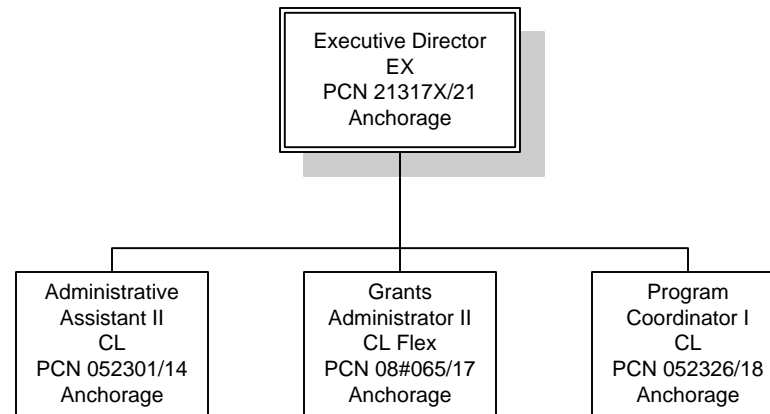 Executive Director
EX
PCN 21317X/21
Anchorage
Administrative
Assistant II
CL
PCN 052301/14
Anchorage
Grants
Administrator II
CL Flex
PCN 08#065/17
Anchorage
Program
Coordinator I
CL
PCN 052326/18
Anchorage